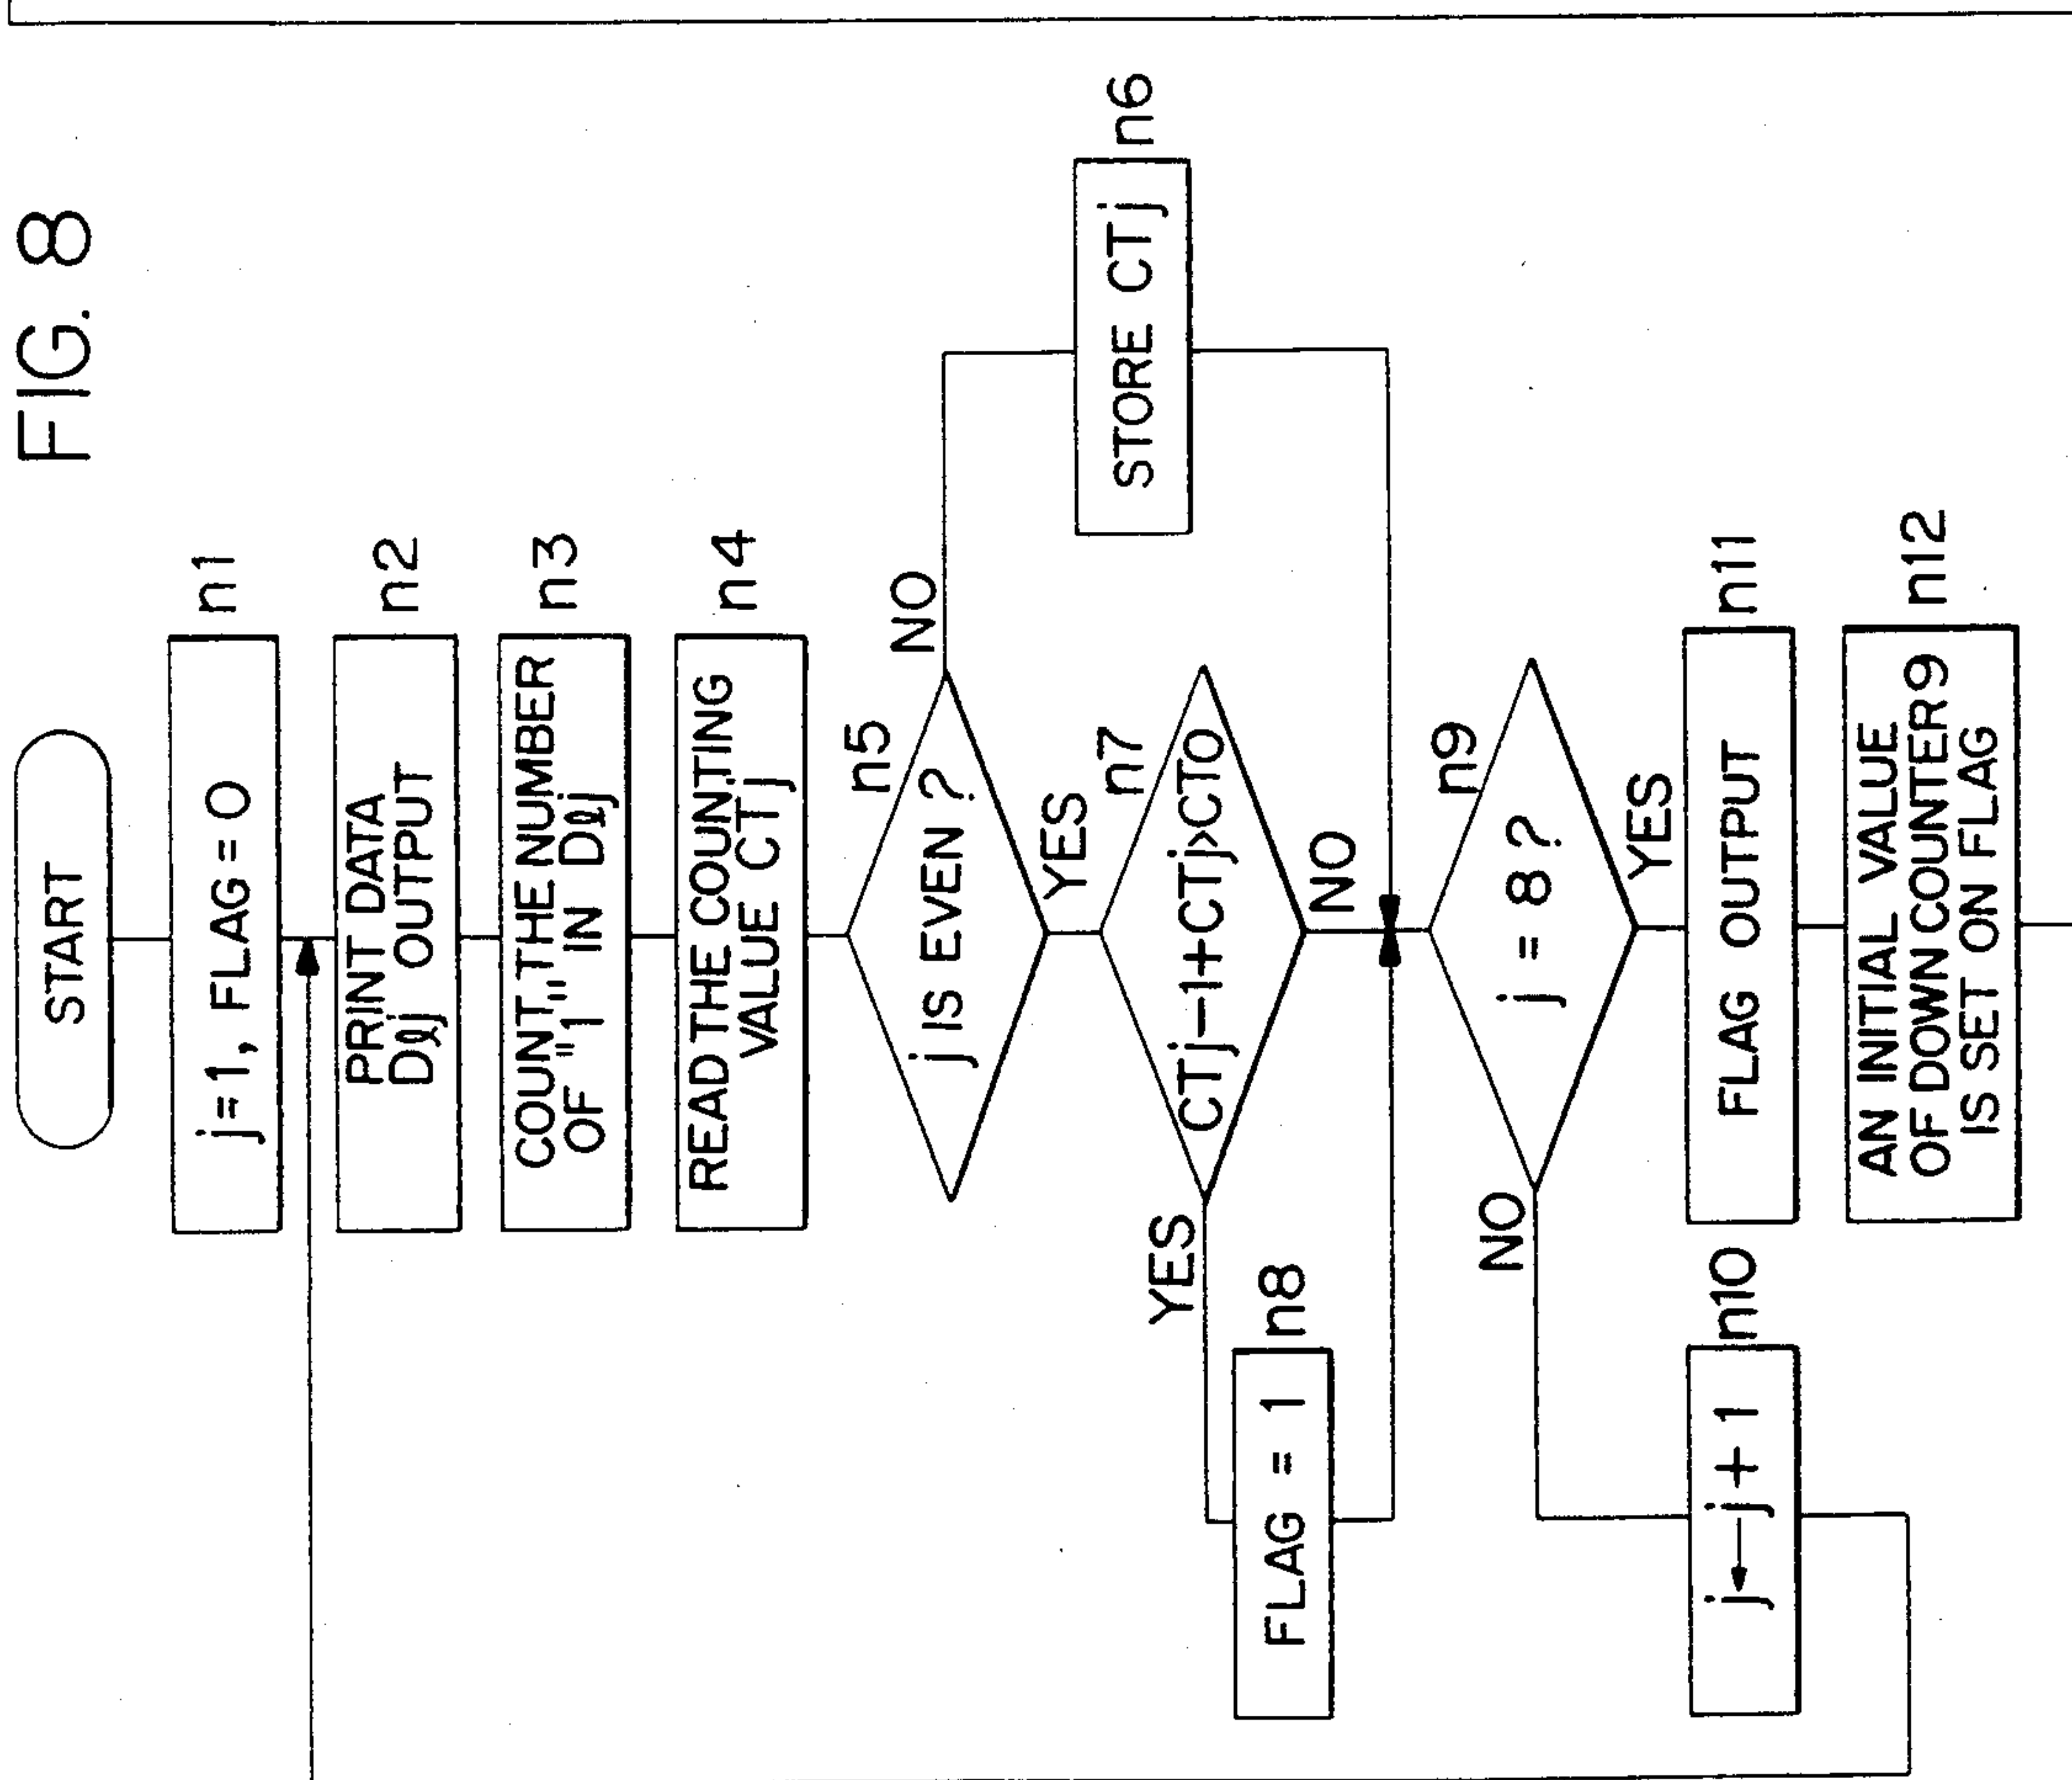 FIG. 8
START
j=1, FLAG=0
n1
PRINT DATA
Dℓj OUTPUT
n2
COUNT THE NUMBER
OF "1" IN Dℓj
n3
READ THE COUNTING
VALUE CTj
n4
j IS EVEN ?
n5
NO
YES
STORE CTj
n6
CTj-1+CTj>CTO
n7
YES
NO
FLAG = 1
n8
j = 8 ?
n9
NO
YES
j←j+1
n10
FLAG OUTPUT
n11
AN INITIAL VALUE
OF DOWN COUNTER9
IS SET ON FLAG
n12